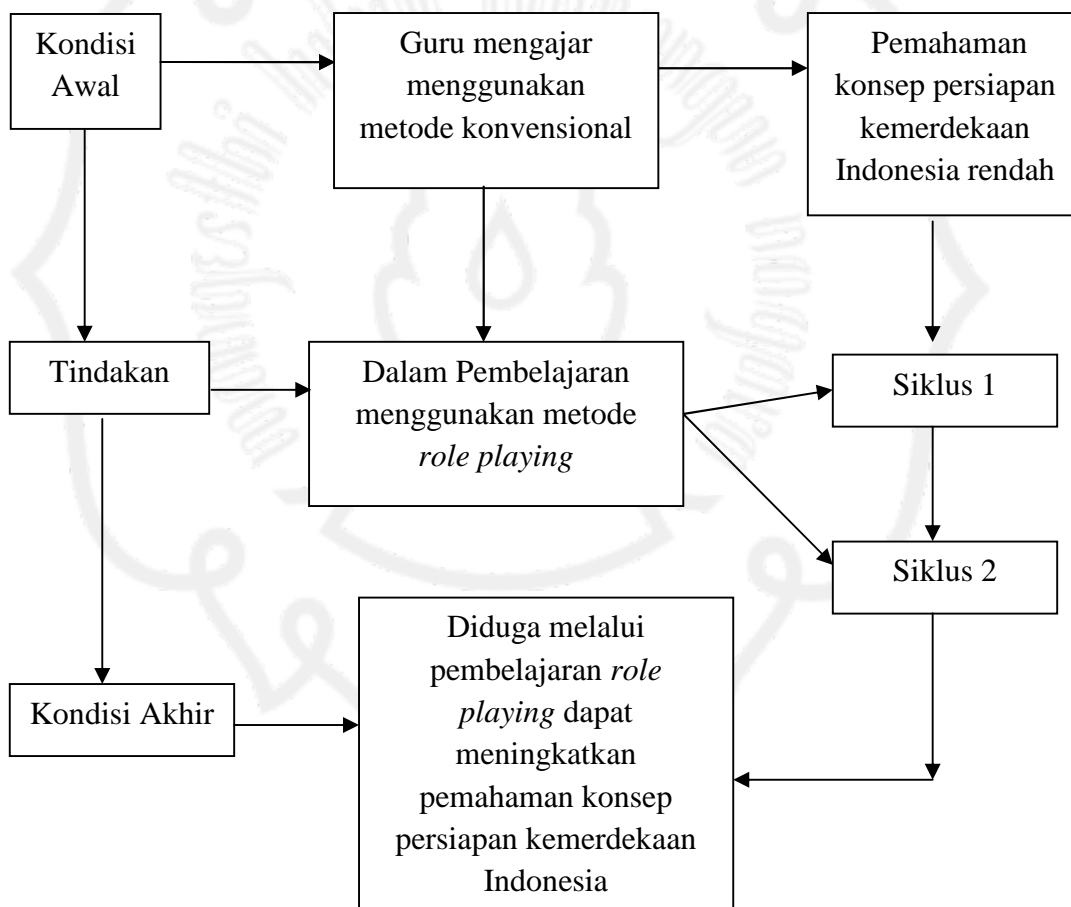 Kondisi
Awal
Guru mengajar
menggunakan
metode konvensional
Pemahaman
konsep persiapan
kemerdekaan
Indonesia rendah
Tindakan
Dalam Pembelajaran
menggunakan metode
role playing
Siklus 1
Siklus 2
Kondisi Akhir
Diduga melalui
pembelajaran role
playing dapat
meningkatkan
pemahaman konsep
persiapan kemerdekaan
Indonesia